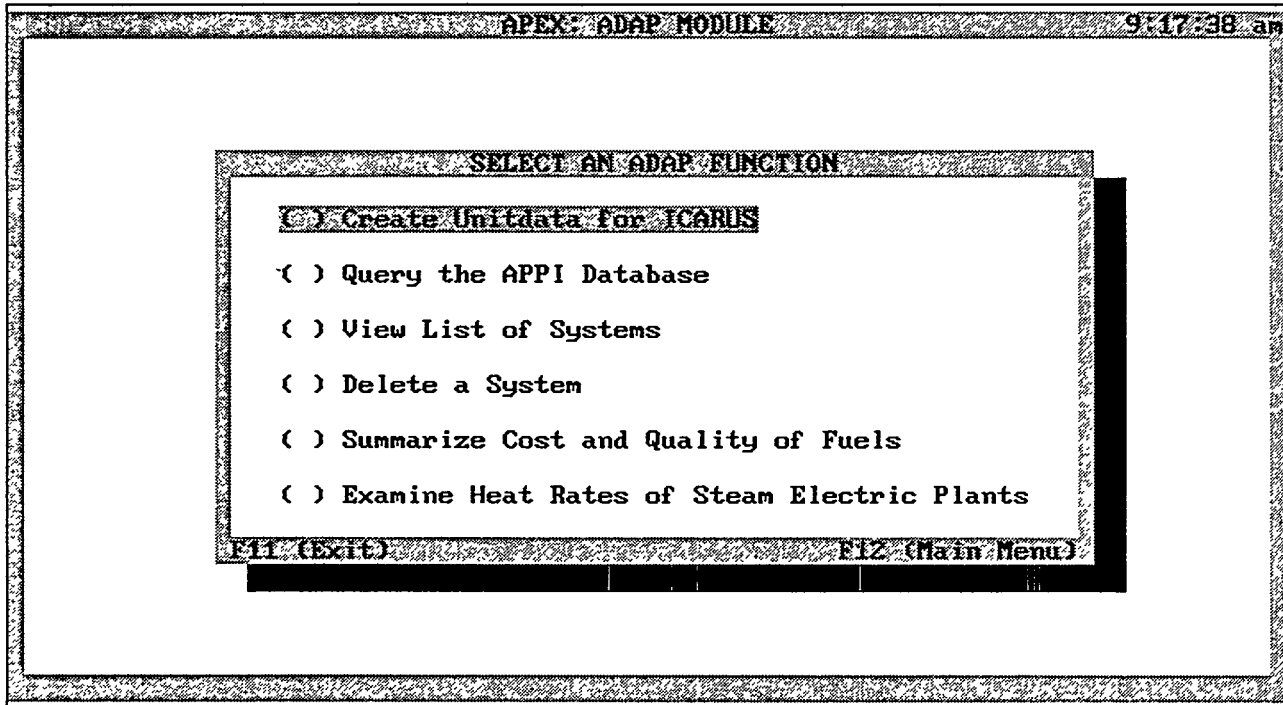 APEX: ADAP MODULE 9:17:38 am
SELECT AN ADAP FUNCTION
( ) Create Unitdata for ICARUS
( ) Query the APPI Database
( ) View List of Systems
( ) Delete a System
( ) Summarize Cost and Quality of Fuels
( ) Examine Heat Rates of Steam Electric Plants
F11 (Exit) F12 (Main Menu)